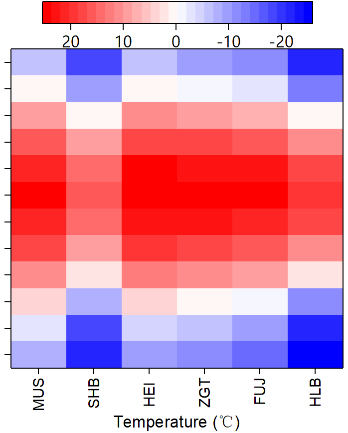 20 10 0 -10 -20
MUS SHB HEI ZGT FUJ HLB
Temperature (℃)